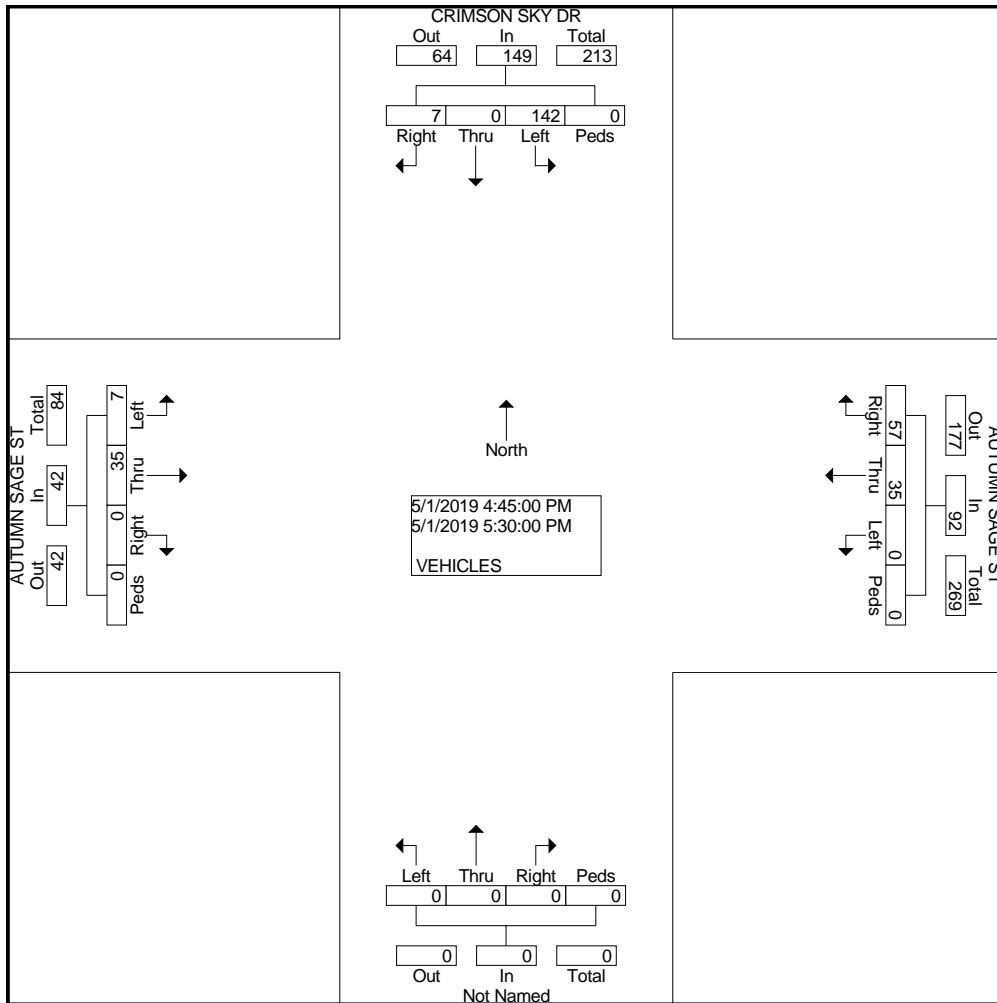 CRIMSON SKY DR
Out In Total
64 149 213
7 0 142 0
Right Thru Left Peds
AUTUMN SAGE ST
Total In Out
84 42 42
7 35 0 0
Left Thru Right Peds
North
5/1/2019 4:45:00 PM
5/1/2019 5:30:00 PM
VEHICLES
Right Thru Left Peds
57 35 0 0
177 92 269
Out In Total
AUTUMN SAGE ST
Left Thru Right Peds
0 0 0 0
0 0 0
Out In Total
Not Named